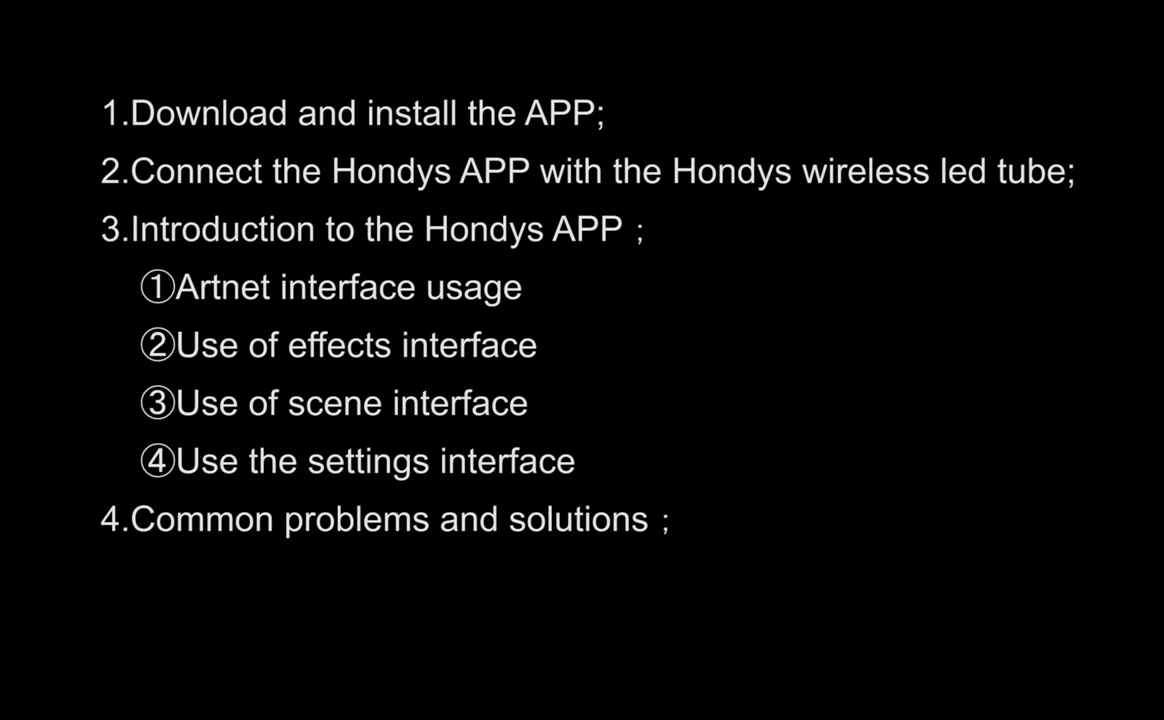 1.Download and install the APP;
2.Connect the Hondys APP with the Hondys wireless led tube;
3.Introduction to the Hondys APP；
①Artnet interface usage
②Use of effects interface
③Use of scene interface
④Use the settings interface
4.Common problems and solutions；